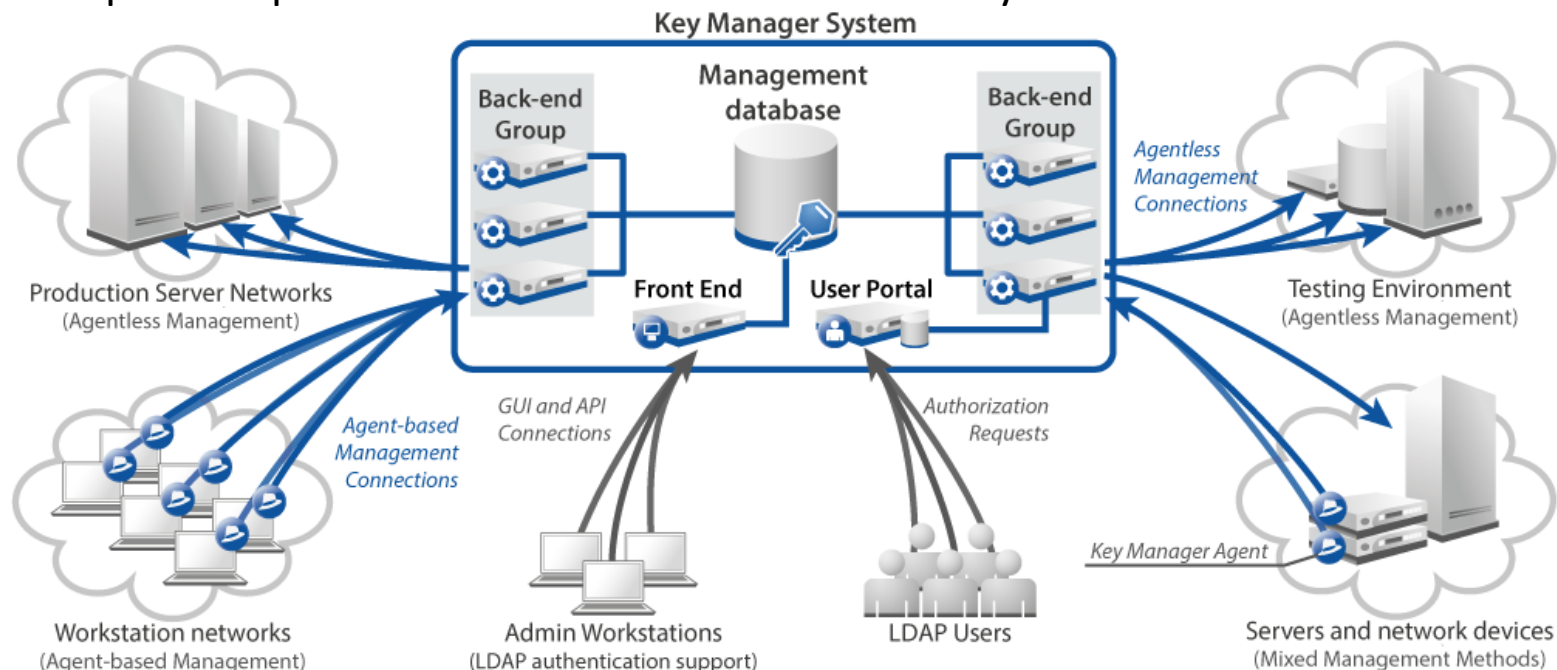 Key Manager System
Back-end
Group
Management
database
Back-end
Group
Agentless
Management
Connections
Front End
User Portal
Production Server Networks
(Agentless Management)
Testing Environment
(Agentless Management)
Agent-based
Management
Connections
GUI and API
Connections
Authorization
Requests
Key Manager Agent
Workstation networks
(Agent-based Management)
Admin Workstations
(LDAP authentication support)
LDAP Users
Servers and network devices
(Mixed Management Methods)